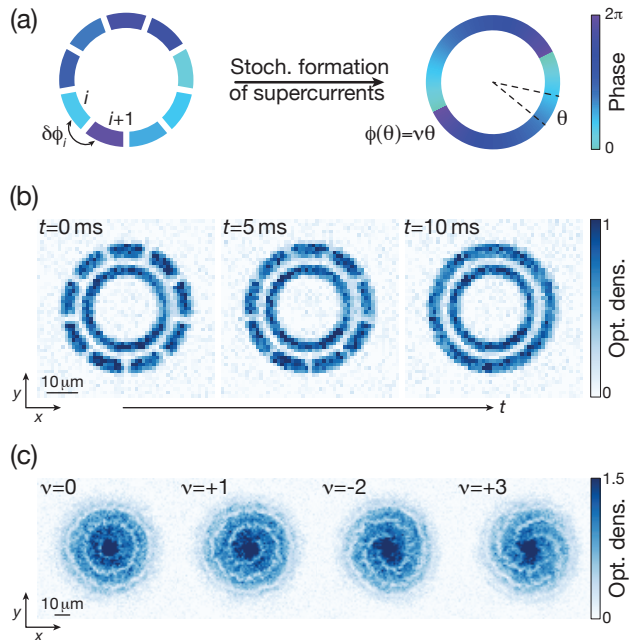 (a)
2π
i
i+1
δϕᵢ
Stoch. formation
of supercurrents
ϕ(θ)=νθ
θ
Phase
0
(b)
t=0 ms
t=5 ms
t=10 ms
1
Opt. dens.
0
10 µm
y
x
t
(c)
ν=0
ν=+1
ν=-2
ν=+3
1.5
Opt. dens.
0
10 µm
y
x